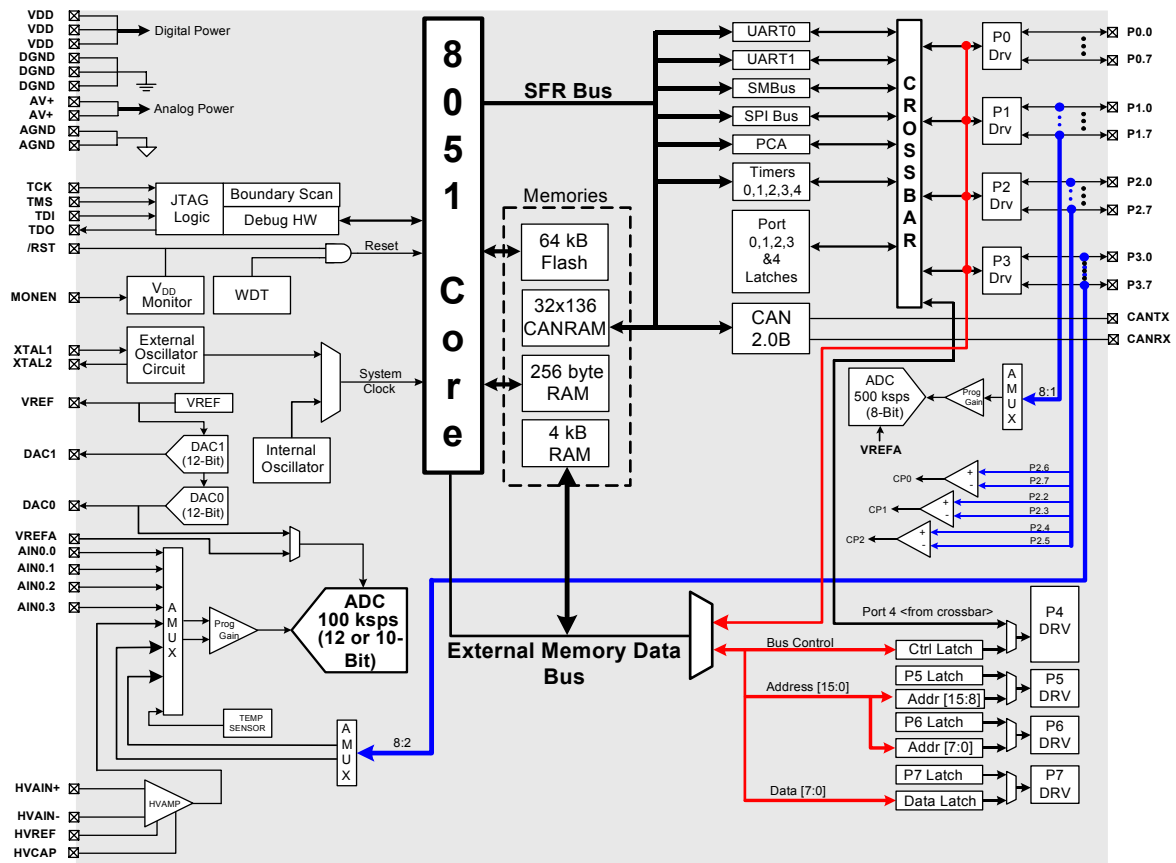 VDD
VDD
VDD
Digital Power
DGND
DGND
DGND
AV+
AV+
Analog Power
AGND
AGND
TCK
TMS
TDI
TDO
/RST
MONEN
XTAL1
XTAL2
VREF
DAC1
DAC0
VREFA
AIN0.0
AIN0.1
AIN0.2
AIN0.3
HVAIN+
HVAIN-
HVREF
HVCAP
JTAG
Logic
Boundary Scan
Debug HW
Reset
VDD
Monitor
WDT
External
Oscillator
Circuit
System
Clock
VREF
Internal
Oscillator
DAC1
(12-Bit)
DAC0
(12-Bit)
AMUX
Prog
Gain
ADC
100 ksps
(12 or 10-
Bit)
TEMP
SENSOR
AMUX
8:2
HVAMP
8051 Core
SFR Bus
Memories
64 kB
Flash
32x136
CANRAM
256 byte
RAM
4 kB
RAM
External Memory Data
Bus
UART0
UART1
SMBus
SPI Bus
PCA
Timers
0,1,2,3,4
Port
0,1,2,3
&4
Latches
CAN
2.0B
CROSSBAR
P0
Drv
P1
Drv
P2
Drv
P3
Drv
P0.0
P0.7
P1.0
P1.7
P2.0
P2.7
P3.0
P3.7
CANTX
CANRX
ADC
500 ksps
(8-Bit)
VREFA
Prog
Gain
AMUX
8:1
CP0
+
-
P2.6
P2.7
CP1
+
-
P2.2
P2.3
CP2
+
-
P2.4
P2.5
Port 4 <from crossbar>
Bus Control
Ctrl Latch
P4
DRV
Address [15:0]
P5 Latch
Addr [15:8]
P5
DRV
P6 Latch
Addr [7:0]
P6
DRV
Data [7:0]
P7 Latch
Data Latch
P7
DRV